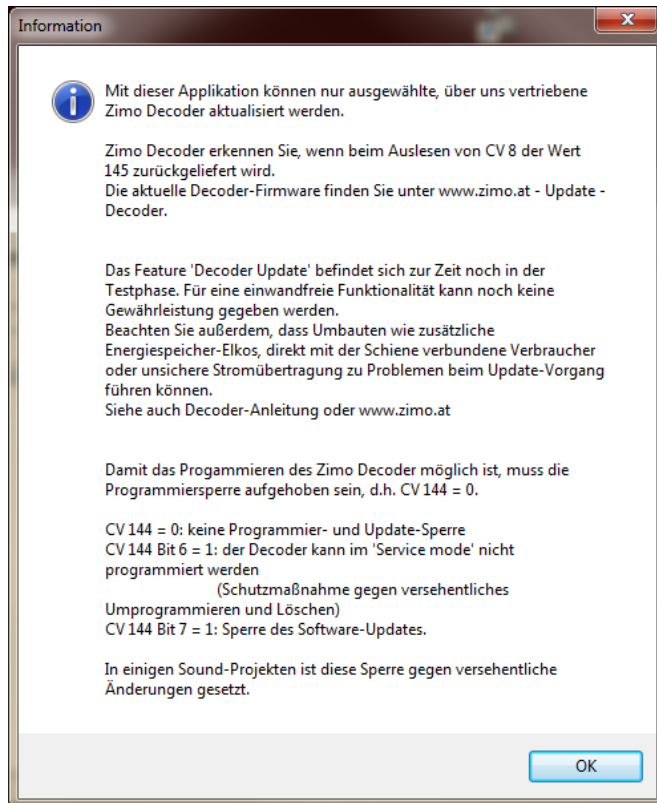 Information
Mit dieser Applikation können nur ausgewählte, über uns vertriebene
Zimo Decoder aktualisiert werden.
Zimo Decoder erkennen Sie, wenn beim Auslesen von CV 8 der Wert
145 zurückgeliefert wird.
Die aktuelle Decoder-Firmware finden Sie unter www.zimo.at - Update -
Decoder.
Das Feature 'Decoder Update' befindet sich zur Zeit noch in der
Testphase. Für eine einwandfreie Funktionalität kann noch keine
Gewährleistung gegeben werden.
Beachten Sie außerdem, dass Umbauten wie zusätzliche
Energiespeicher-Elkos, direkt mit der Schiene verbundene Verbraucher
oder unsichere Stromübertragung zu Problemen beim Update-Vorgang
führen können.
Siehe auch Decoder-Anleitung oder www.zimo.at
Damit das Progammieren des Zimo Decoder möglich ist, muss die
Programmiersperre aufgehoben sein, d.h. CV 144 = 0.
CV 144 = 0: keine Programmier- und Update-Sperre
CV 144 Bit 6 = 1: der Decoder kann im 'Service mode' nicht
programmiert werden
(Schutzmaßnahme gegen versehentliches
Umprogrammieren und Löschen)
CV 144 Bit 7 = 1: Sperre des Software-Updates.
In einigen Sound-Projekten ist diese Sperre gegen versehentliche
Änderungen gesetzt.
OK